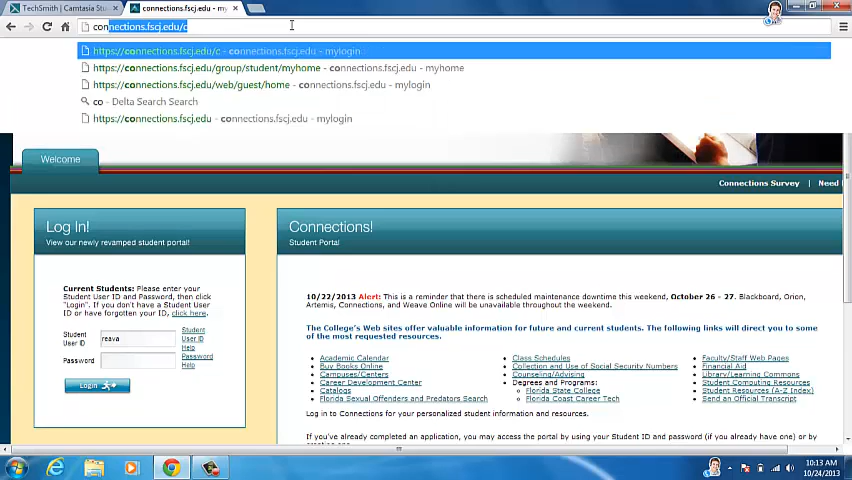 TechSmith | Camtasia Stud
connections.fscj.edu - my
connections.fscj.edu/c
https://connections.fscj.edu/c - connections.fscj.edu - mylogin
https://connections.fscj.edu/group/student/myhome - connections.fscj.edu - myhome
https://connections.fscj.edu/web/guest/home - connections.fscj.edu - mylogin
co - Delta Search Search
https://connections.fscj.edu - connections.fscj.edu - mylogin
Welcome
Connections Survey | Need
Log In!
View our newly revamped student portal!
Current Students: Please enter your
Student User ID and Password, then click
"Login". If you don't have a Student User
ID or have forgotten your ID, click here.
Student
User ID
reava
Student
User ID
Help
Password
Password
Help
Login
Connections!
Student Portal
10/22/2013 Alert: This is a reminder that there is scheduled maintenance downtime this weekend, October 26 - 27. Blackboard, Orion,
Artemis, Connections, and Weave Online will be unavailable throughout the weekend.
The College's Web sites offer valuable information for future and current students. The following links will direct you to some
of the most requested resources.
Academic Calendar
Buy Books Online
Campuses/Centers
Career Development Center
Catalogs
Florida Sexual Offenders and Predators Search
Class Schedules
Collection and Use of Social Security Numbers
Counseling/Advising
Degrees and Programs:
Florida State College
Florida Coast Career Tech
Faculty/Staff Web Pages
Financial Aid
Library/Learning Commons
Student Computing Resources
Student Resources (A-Z Index)
Send an Official Transcript
Log in to Connections for your personalized student information and resources.
If you've already completed an application, you may access the portal by using your Student ID and password (if you already have one) or by
10:13 AM
10/24/2013